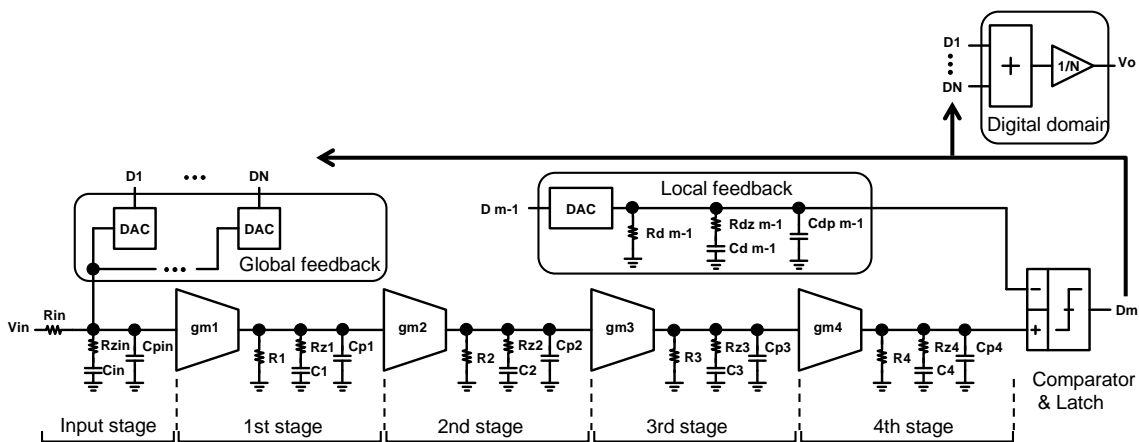 D1
DN
+
1/N
Vo
Digital domain
D1 ... DN
DAC
DAC
...
Global feedback
Local feedback
D m-1
DAC
Rd m-1
Rdz m-1
Cd m-1
Cdp m-1
Vin
Rin
Rzin
Cin
Cpin
gm1
R1
Rz1
C1
Cp1
gm2
R2
Rz2
C2
Cp2
gm3
R3
Rz3
C3
Cp3
gm4
R4
Rz4
C4
Cp4
−
+
Dm
Comparator
& Latch
Input stage
1st stage
2nd stage
3rd stage
4th stage